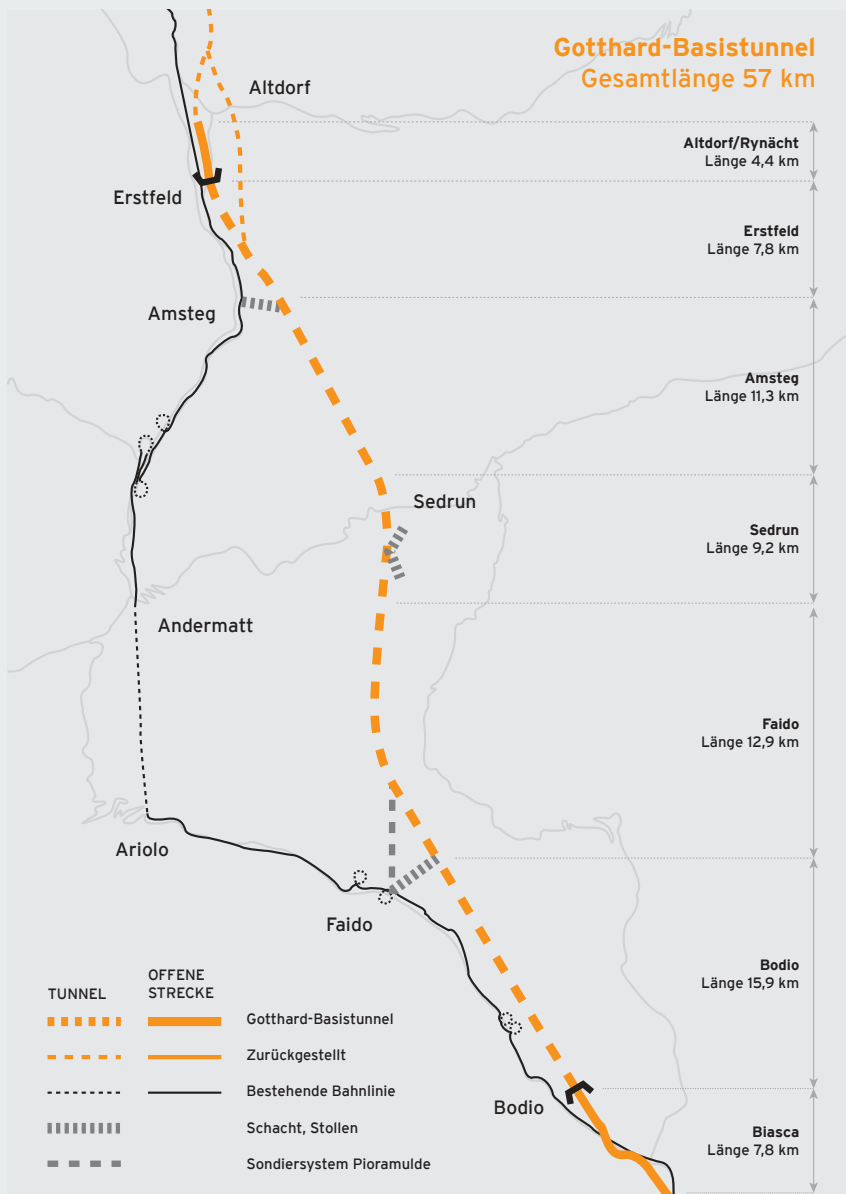 Gotthard-Basistunnel
Gesamtlänge 57 km
Altdorf
Altdorf/Rynächt
Länge 4,4 km
Erstfeld
Erstfeld
Länge 7,8 km
Amsteg
Amsteg
Länge 11,3 km
Sedrun
Sedrun
Länge 9,2 km
Andermatt
Faido
Länge 12,9 km
Ariolo
Faido
Bodio
Länge 15,9 km
TUNNEL
OFFENE
STRECKE
Gotthard-Basistunnel
Zurückgestellt
Bestehende Bahnlinie
Schacht, Stollen
Sondiersystem Pioramulde
Bodio
Biasca
Länge 7,8 km